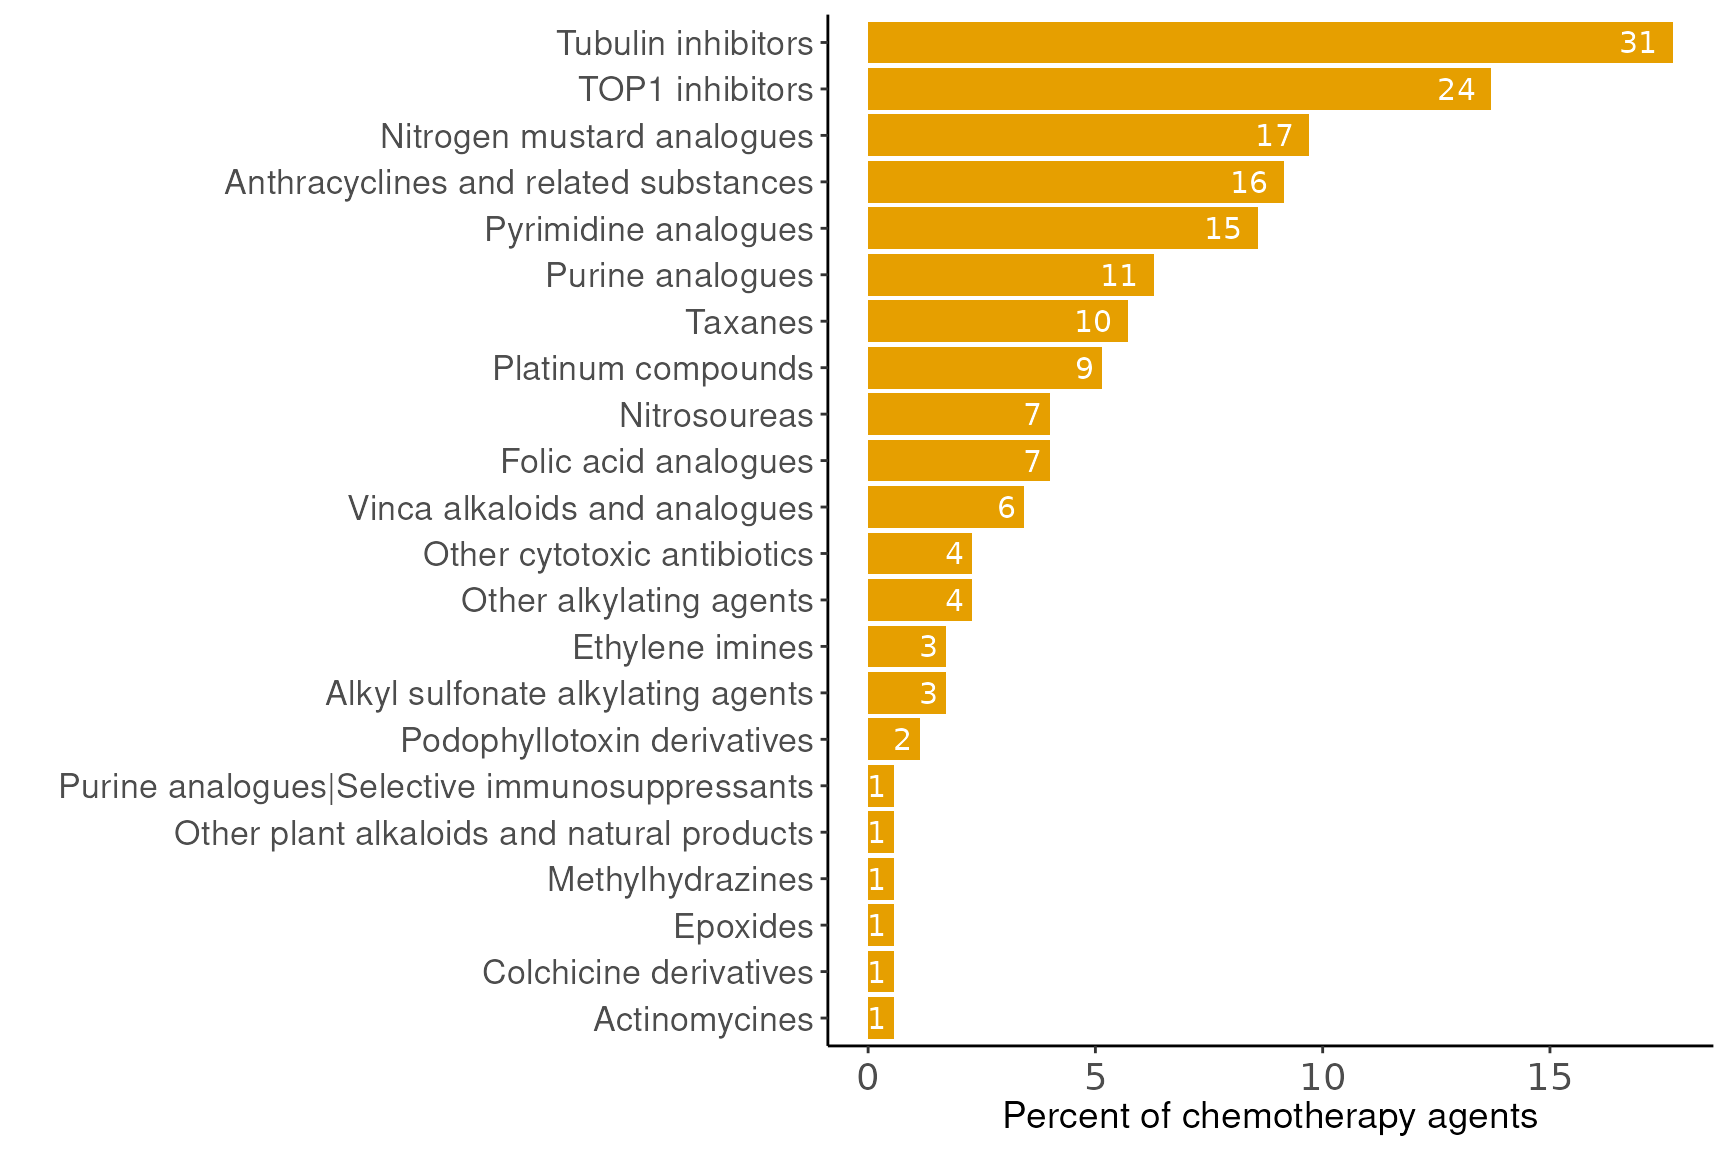 Tubulin inhibitors 31
TOP1 inhibitors 24
Nitrogen mustard analogues 17
Anthracyclines and related substances 16
Pyrimidine analogues 15
Purine analogues 11
Taxanes 10
Platinum compounds 9
Nitrosoureas 7
Folic acid analogues 7
Vinca alkaloids and analogues 6
Other cytotoxic antibiotics 4
Other alkylating agents 4
Ethylene imines 3
Alkyl sulfonate alkylating agents 3
Podophyllotoxin derivatives 2
Purine analogues|Selective immunosuppressants 1
Other plant alkaloids and natural products 1
Methylhydrazines 1
Epoxides 1
Colchicine derivatives 1
Actinomycines 1
0 5 10 15
Percent of chemotherapy agents